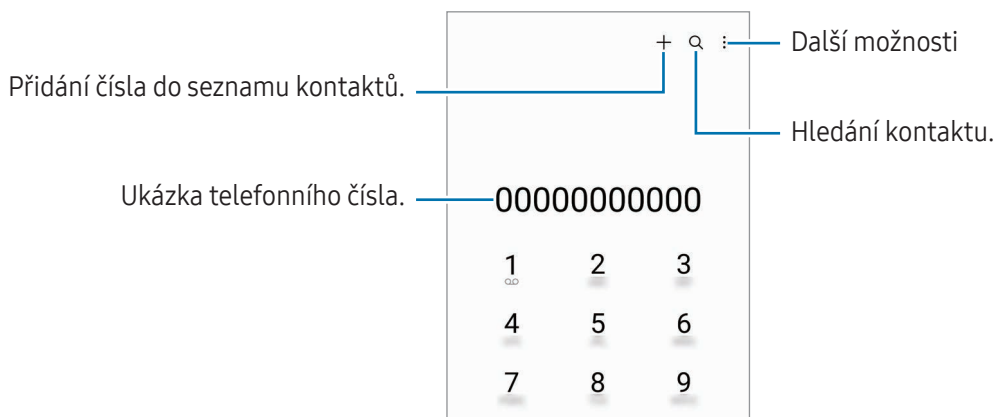 Další možnosti
Přidání čísla do seznamu kontaktů.
Hledání kontaktu.
Ukázka telefonního čísla.
00000000000
1 2 3
4 5 6
7 8 9